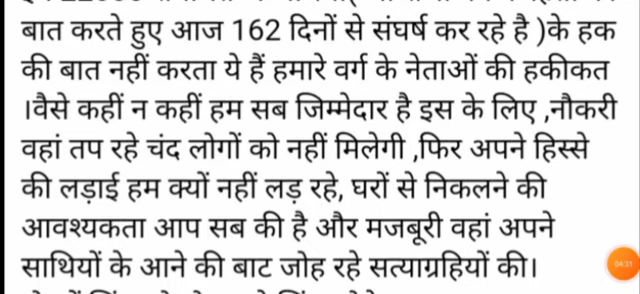 बात करते हुए आज 162 दिनों से संघर्ष कर रहे है )के हक
की बात नहीं करता ये हैं हमारे वर्ग के नेताओं की हकीकत
।वैसे कहीं न कहीं हम सब जिम्मेदार है इस के लिए ,नौकरी
वहां तप रहे चंद लोगों को नहीं मिलेगी ,फिर अपने हिस्से
की लड़ाई हम क्यों नहीं लड़ रहे, घरों से निकलने की
आवश्यकता आप सब की है और मजबूरी वहां अपने
साथियों के आने की बाट जोह रहे सत्याग्रहियों की।
04:31